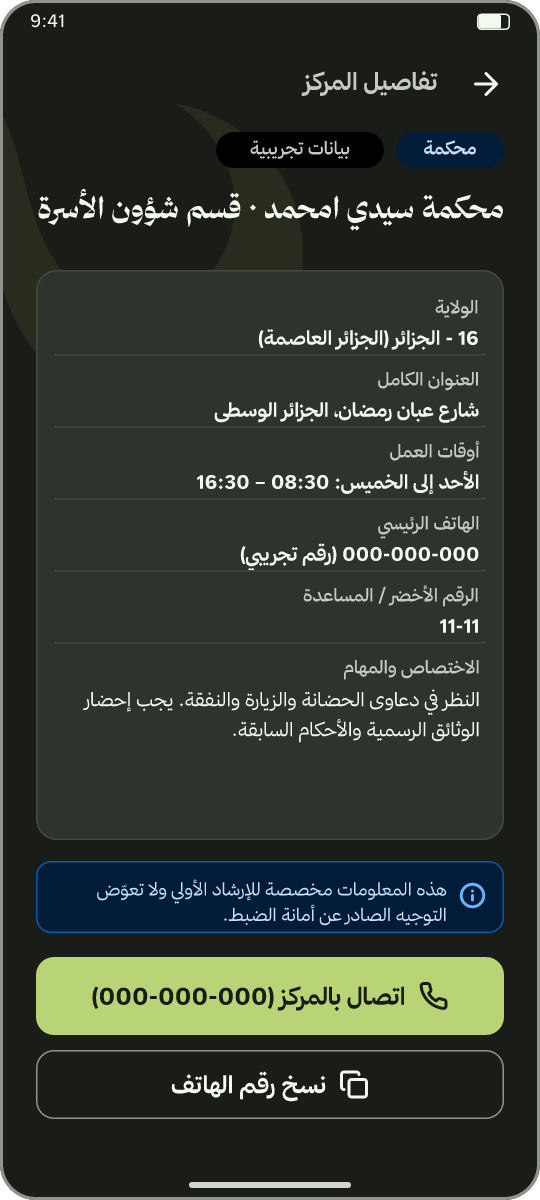 9:41
تفاصيل المركز
محكمة
بيانات تجريبية
محكمة سيدي امحمد · قسم شؤون الأسرة
الولاية
16 - الجزائر (الجزائر العاصمة)
العنوان الكامل
شارع عبان رمضان، الجزائر الوسطى
أوقات العمل
الأحد إلى الخميس: 08:30 – 16:30
الهاتف الرئيسي
000-000-000 (رقم تجريبي)
الرقم الأخضر / المساعدة
11-11
الاختصاص والمهام
النظر في دعاوى الحضانة والزيارة والنفقة. يجب إحضار
الوثائق الرسمية والأحكام السابقة.
هذه المعلومات مخصصة للإرشاد الأولي ولا تعوّض
التوجيه الصادر عن أمانة الضبط.
اتصال بالمركز (000-000-000)
نسخ رقم الهاتف